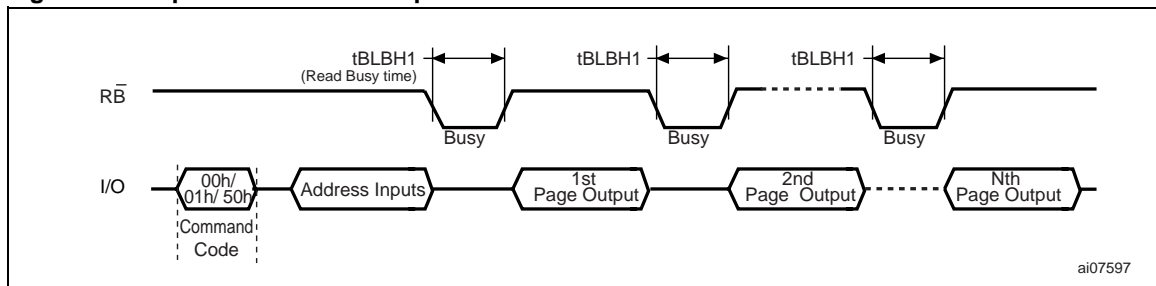 tBLBH1
(Read Busy time)
tBLBH1
tBLBH1
RB̅
Busy
Busy
Busy
I/O
00h/
01h/ 50h
Address Inputs
1st
Page Output
2nd
Page Output
Nth
Page Output
Command
Code
ai07597